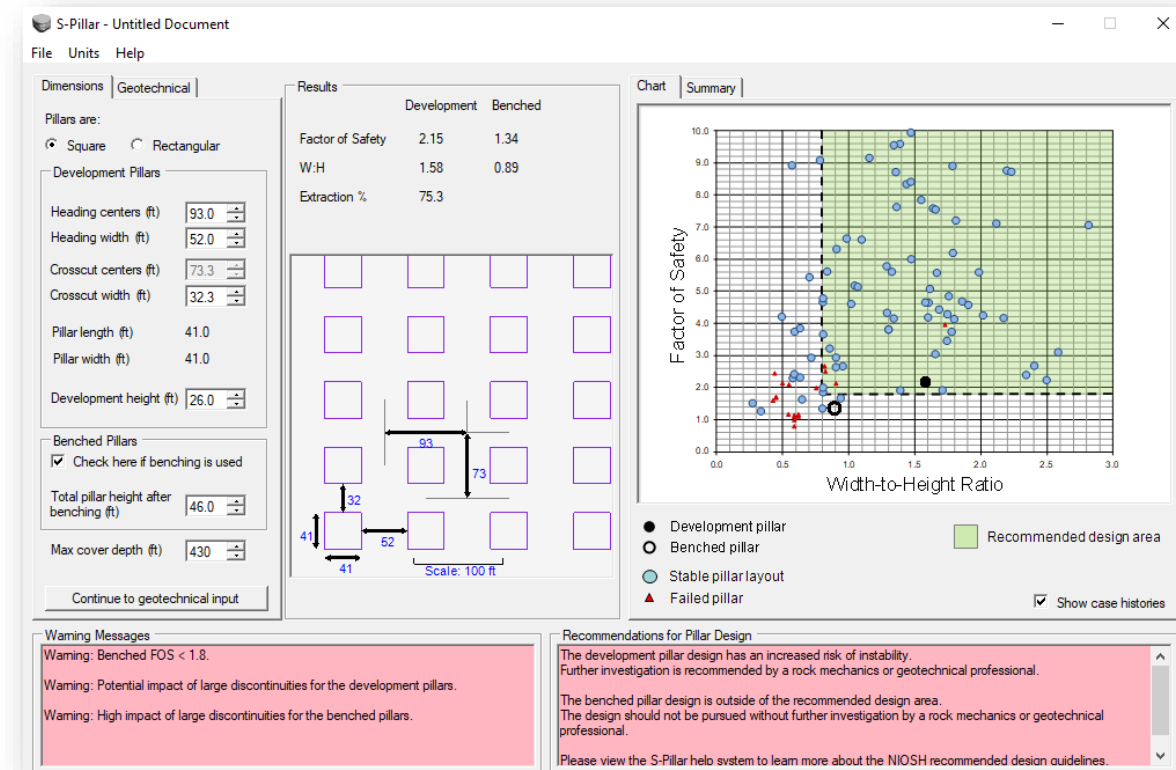 S-Pillar - Untitled Document
File Units Help
Dimensions Geotechnical
Pillars are:
Square Rectangular
Development Pillars
Heading centers (ft) 93.0
Heading width (ft) 52.0
Crosscut centers (ft) 73.3
Crosscut width (ft) 32.3
Pillar length (ft) 41.0
Pillar width (ft) 41.0
Development height (ft) 26.0
Benched Pillars
Check here if benching is used
Total pillar height after
benching (ft) 46.0
Max cover depth (ft) 430
Continue to geotechnical input
Results
Development Benched
Factor of Safety 2.15 1.34
W:H 1.58 0.89
Extraction % 75.3
93
73
32
41
52
41
Scale: 100 ft
Chart Summary
10.0
9.0
8.0
7.0
6.0
5.0
4.0
3.0
2.0
1.0
0.0
Factor of Safety
0.0 0.5 1.0 1.5 2.0 2.5 3.0
Width-to-Height Ratio
Development pillar
Benched pillar
Stable pillar layout
Failed pillar
Recommended design area
Show case histories
Warning Messages
Warning: Benched FOS < 1.8.
Warning: Potential impact of large discontinuities for the development pillars.
Warning: High impact of large discontinuities for the benched pillars.
Recommendations for Pillar Design
The development pillar design has an increased risk of instability.
Further investigation is recommended by a rock mechanics or geotechnical professional.
The benched pillar design is outside of the recommended design area.
The design should not be pursued without further investigation by a rock mechanics or geotechnical
professional.
Please view the S-Pillar help system to learn more about the NIOSH recommended design guidelines.